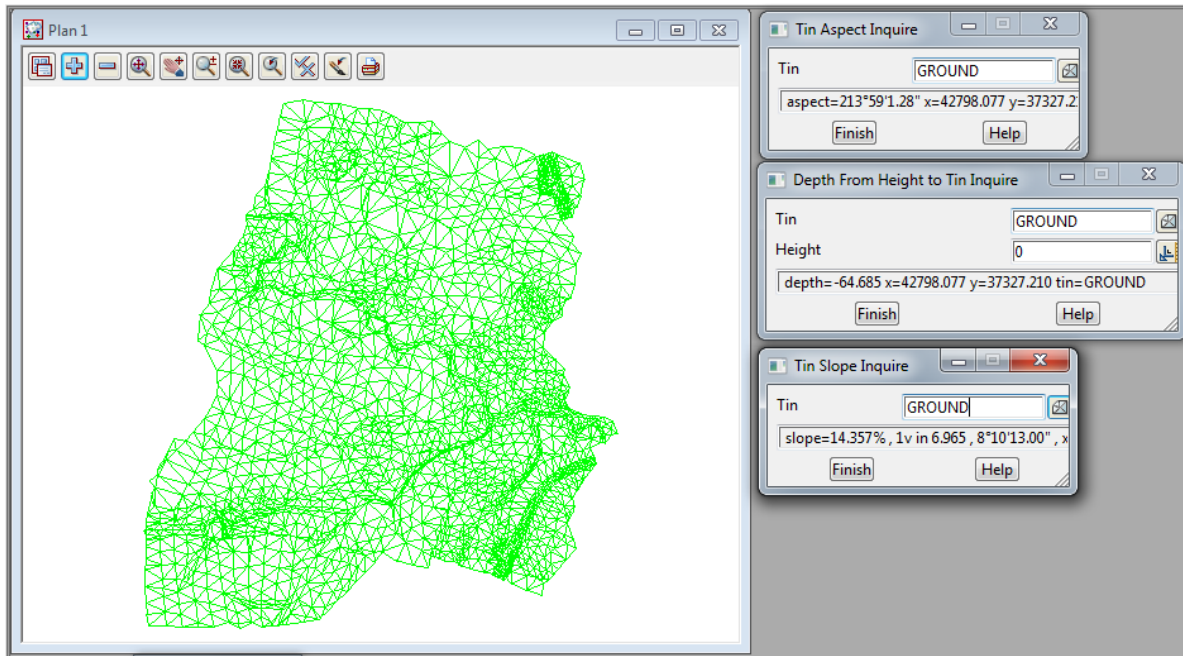 Plan 1
Tin Aspect Inquire
Tin GROUND
aspect=213°59'1.28" x=42798.077 y=37327.2
Finish Help
Depth From Height to Tin Inquire
Tin GROUND
Height 0
depth=-64.685 x=42798.077 y=37327.210 tin=GROUND
Finish Help
Tin Slope Inquire
Tin GROUND
slope=14.357% , 1v in 6.965 , 8°10'13.00" , x
Finish Help